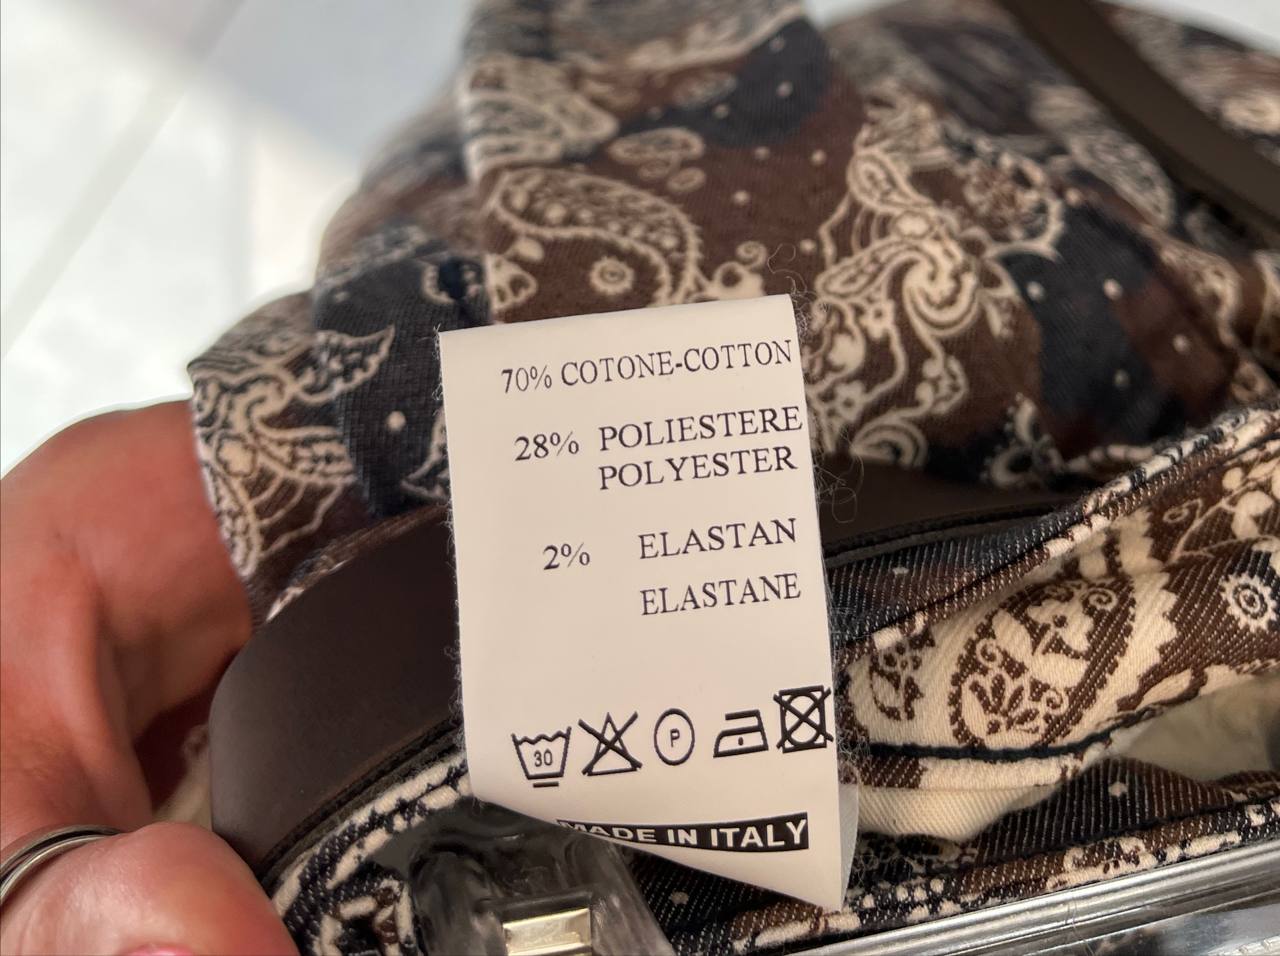 70% COTONE-COTTON
28% POLIESTERE
POLYESTER
2% ELASTAN
ELASTANE
30 P
MADE IN ITALY